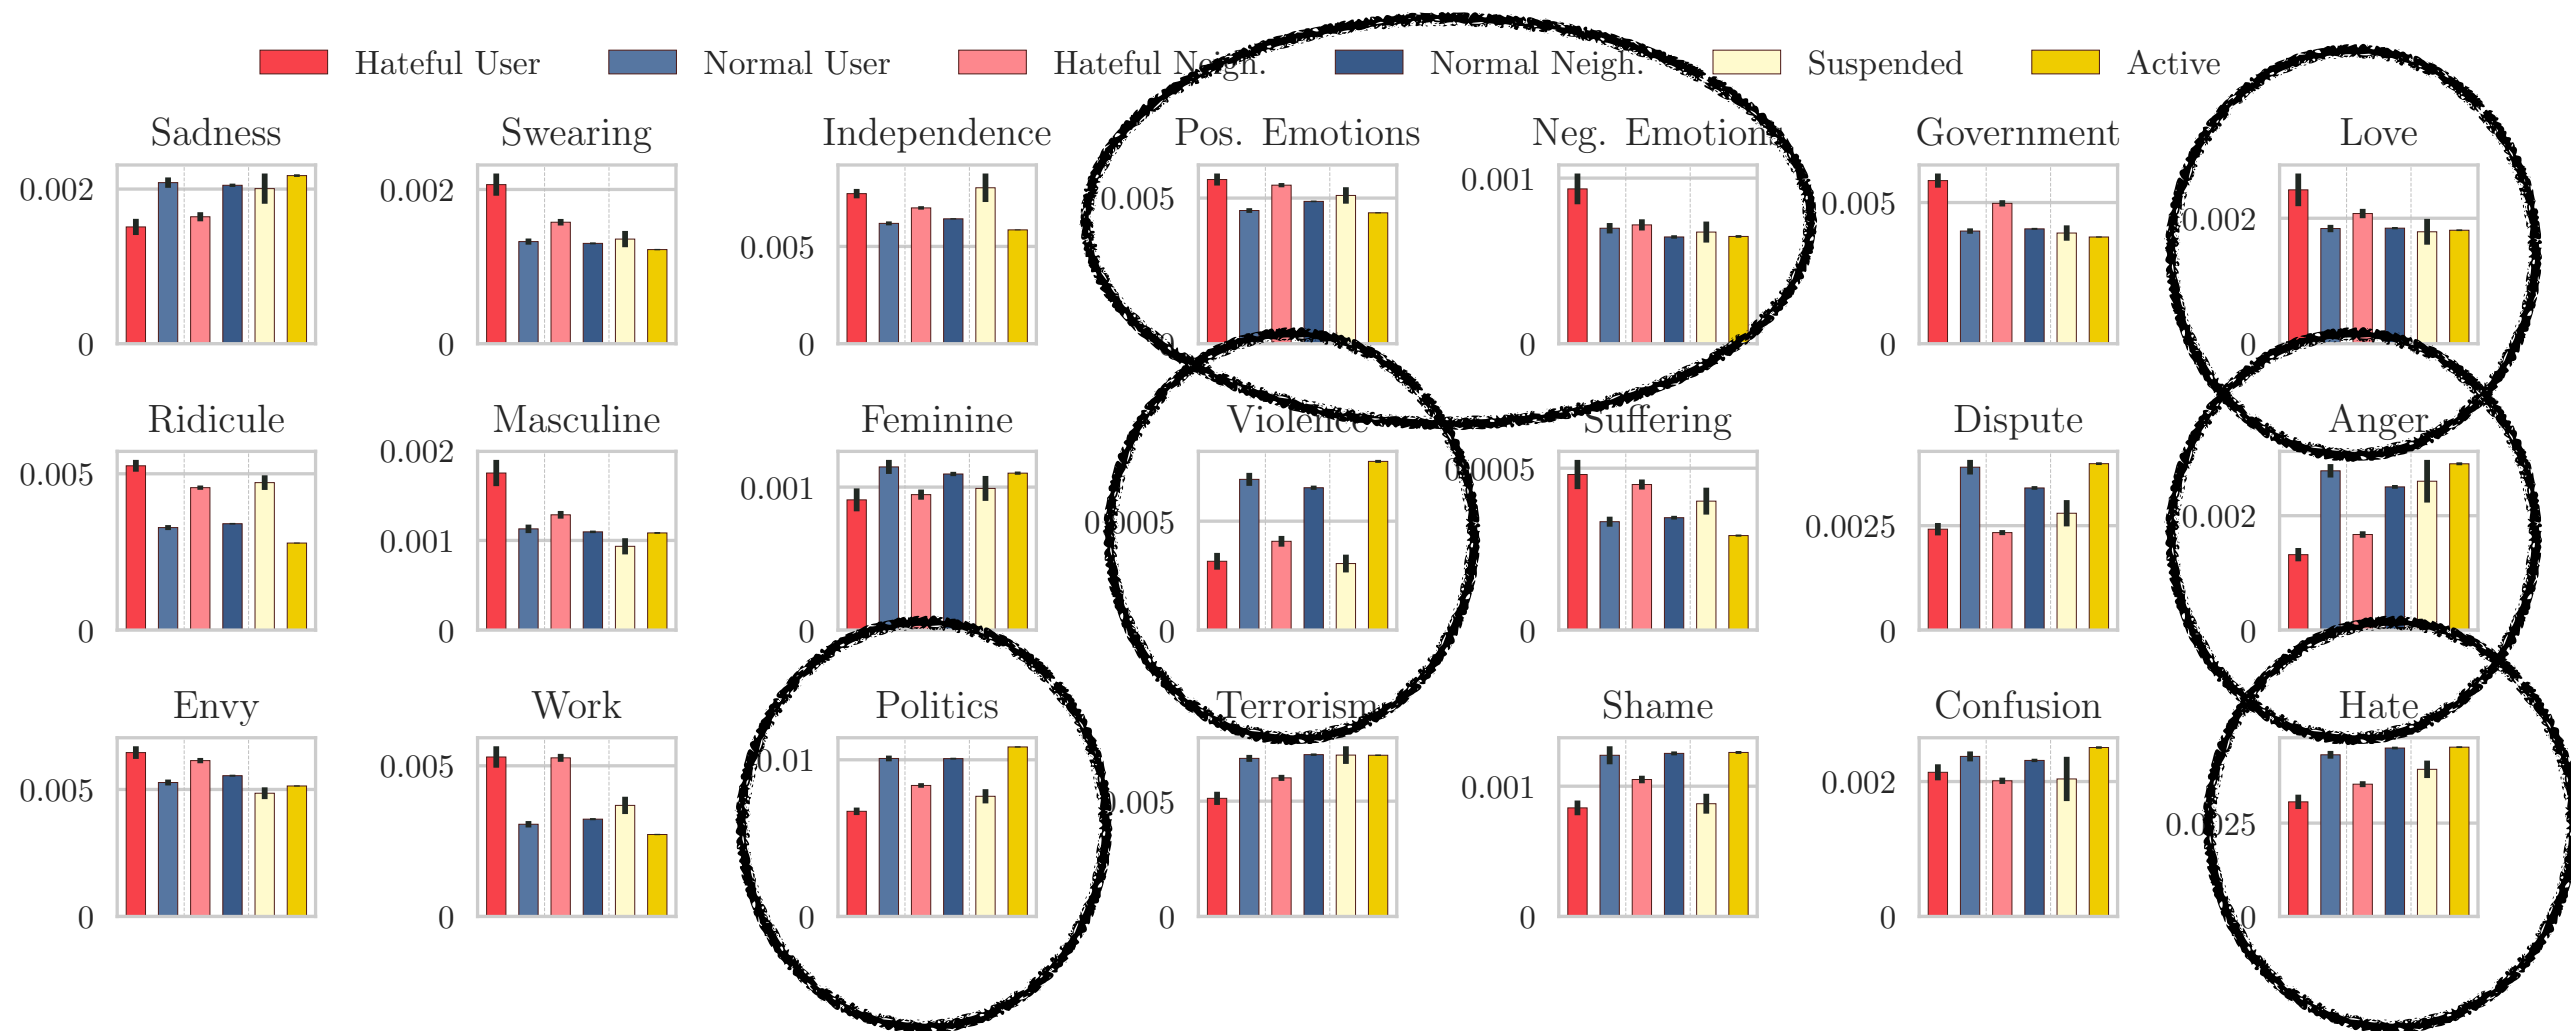 Hateful User Normal User Hateful Neigh. Normal Neigh. Suspended Active
Sadness Swearing Independence Pos. Emotions Neg. Emotions Government Love
0.002 0.002 0.005 0.005 0.001 0.005 0.002
0 0 0 0 0 0 0
Ridicule Masculine Feminine Violence Suffering Dispute Anger
0.005 0.002 0.001 0.001 0.0005 0.0005 0.0025 0.002
0 0 0 0 0 0 0
Envy Work Politics Terrorism Shame Confusion Hate
0.005 0.005 0.01 0.005 0.001 0.002 0.0025
0 0 0 0 0 0 0